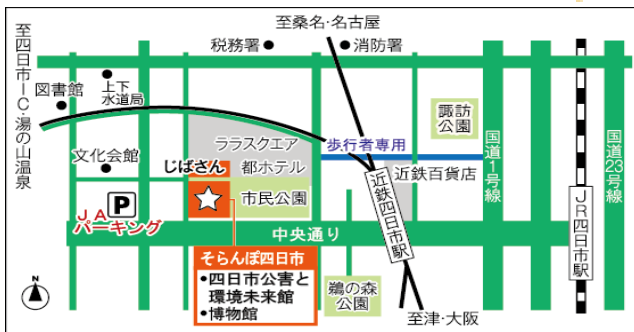 至桑名・名古屋
税務署
消防署
至四日市IC・湯の山温泉
図書館
上下
水道局
諏訪
公園
ララスクエア
歩行者専用
国道1号線
国道23号線
文化会館
じばさん
都ホテル
近鉄百貨店
市民公園
P
JA
パーキング
近鉄四日市駅
JR四日市駅
中央通り
そらんぽ四日市
•四日市公害と
環境未来館
•博物館
鵜の森
公園
N
至津・大阪